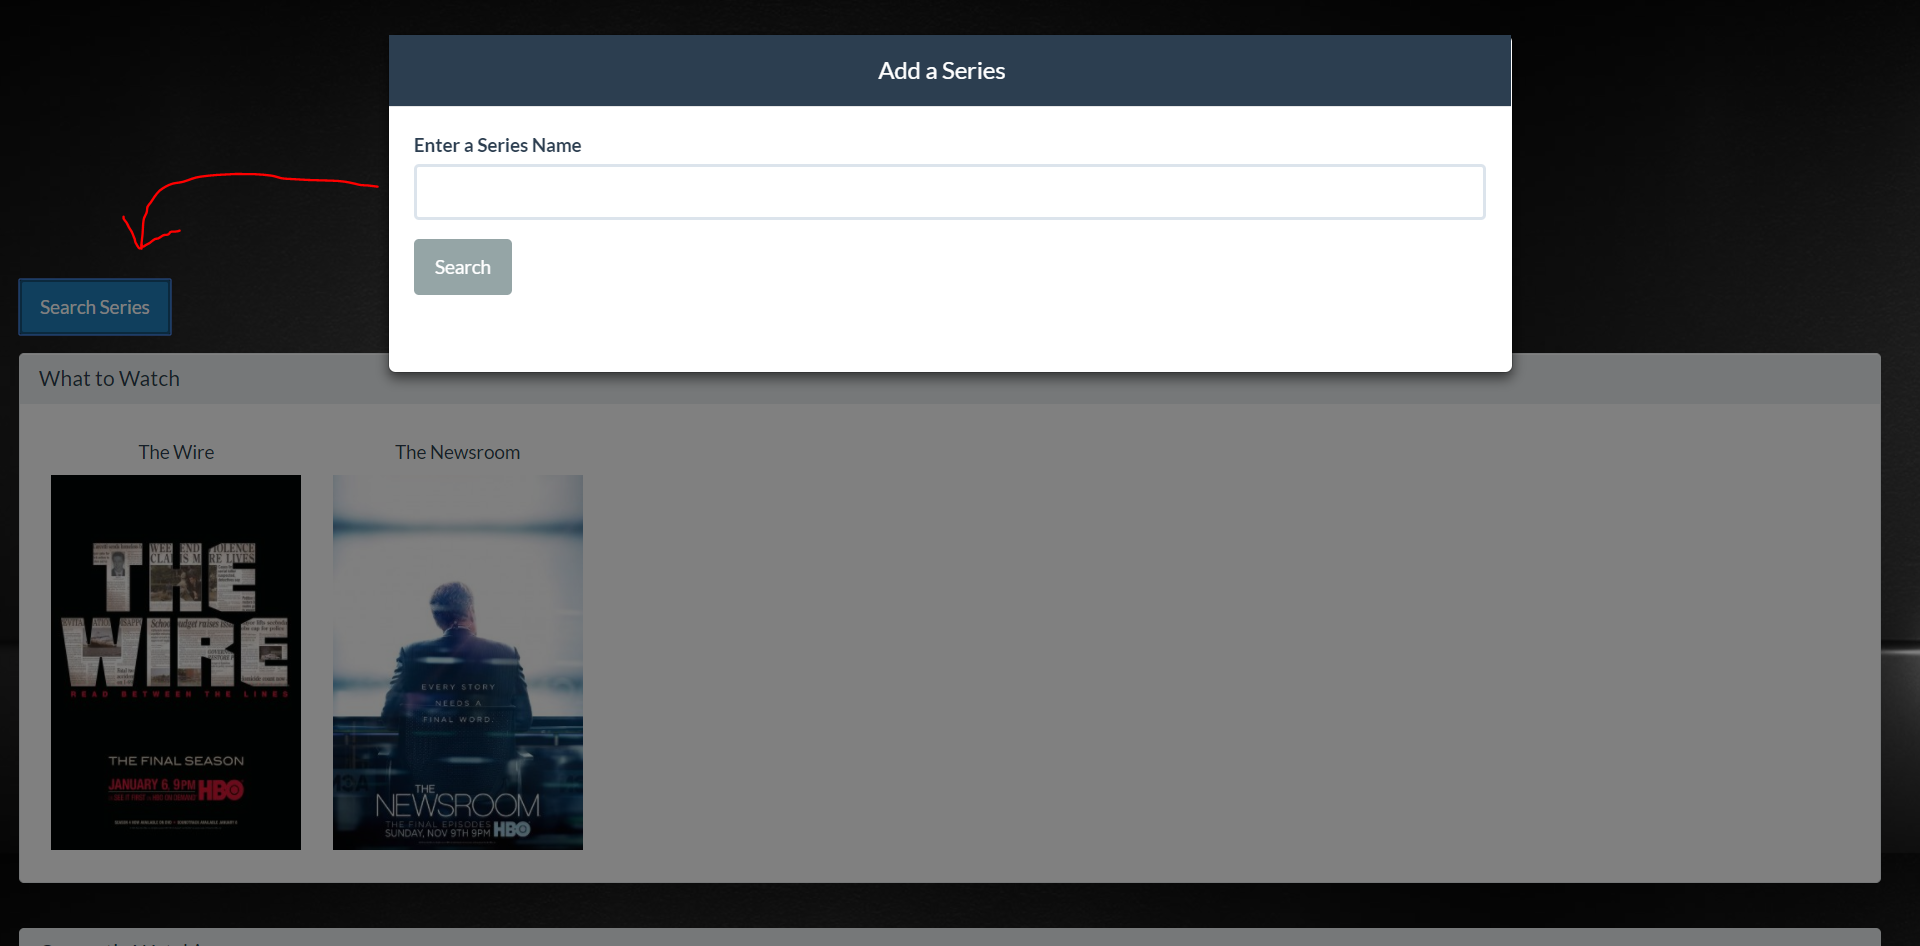 Add a Series
Enter a Series Name
Search
Search Series
What to Watch
The Wire
The Newsroom
THE
WIRE
READ BETWEEN THE LINES
THE FINAL SEASON
JANUARY 6, 9PM HBO
EVERY STORY
NEEDS A
FINAL WORD.
THE
NEWSROOM
THE FINAL EPISODES
SUNDAY, NOV 9TH 9PM HBO